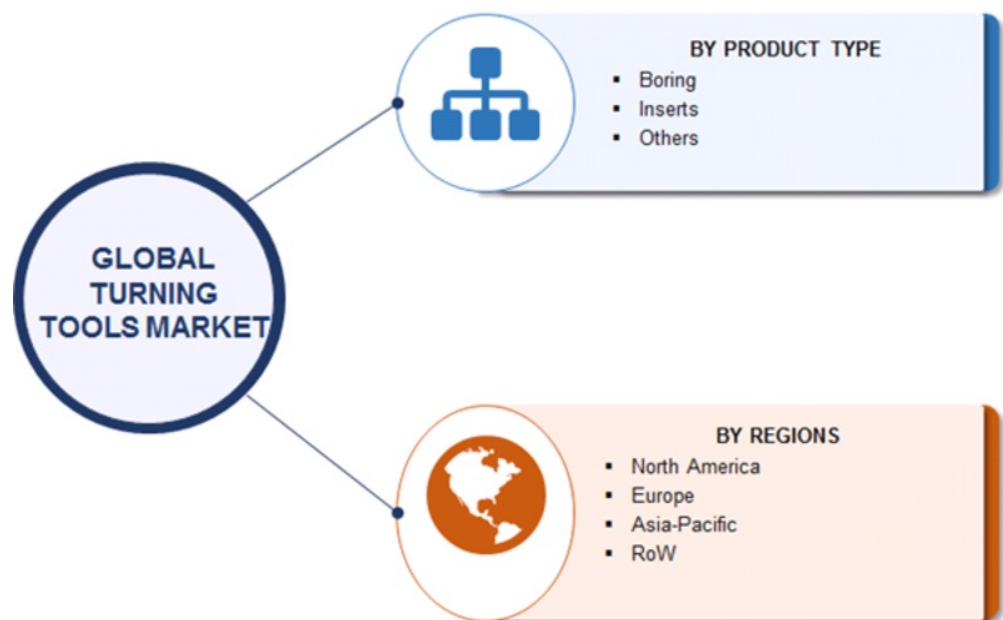 GLOBAL
TURNING
TOOLS MARKET
BY PRODUCT TYPE
▪ Boring
▪ Inserts
▪ Others
BY REGIONS
▪ North America
▪ Europe
▪ Asia-Pacific
▪ RoW